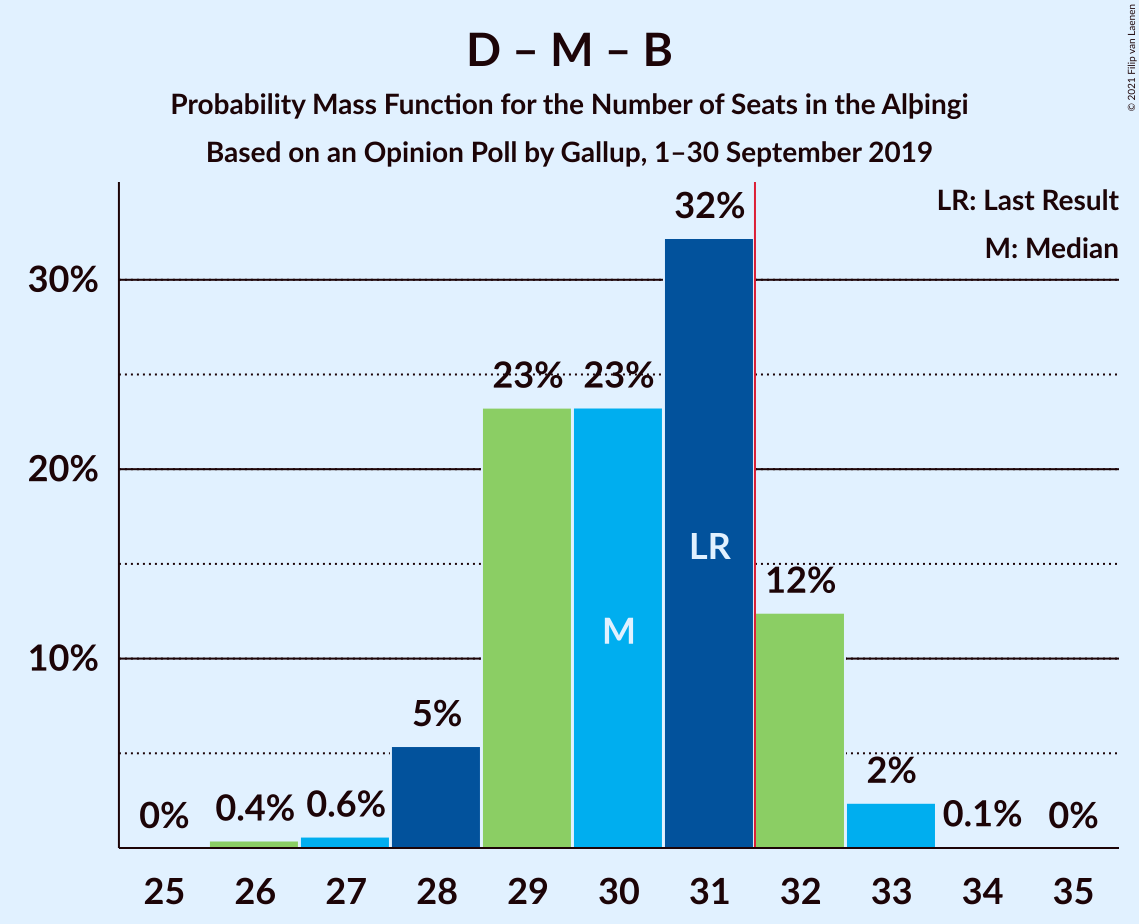 D – M – B
Probability Mass Function for the Number of Seats in the Alþingi
Based on an Opinion Poll by Gallup, 1–30 September 2019
© 2021 Filip van Laenen
LR: Last Result
M: Median
30%
20%
10%
0%
0.4%
0.6%
5%
23%
23%
32%
12%
2%
0.1%
0%
LR
M
25 26 27 28 29 30 31 32 33 34 35